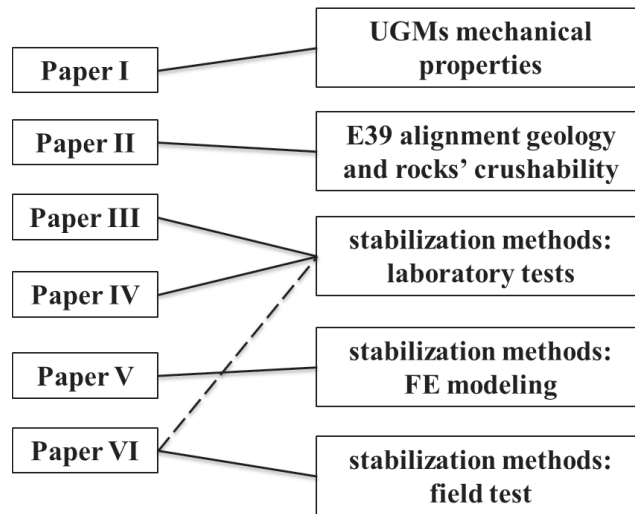 Paper I
UGMs mechanical
properties
Paper II
E39 alignment geology
and rocks’ crushability
Paper III
stabilization methods:
laboratory tests
Paper IV
Paper V
stabilization methods:
FE modeling
Paper VI
stabilization methods:
field test